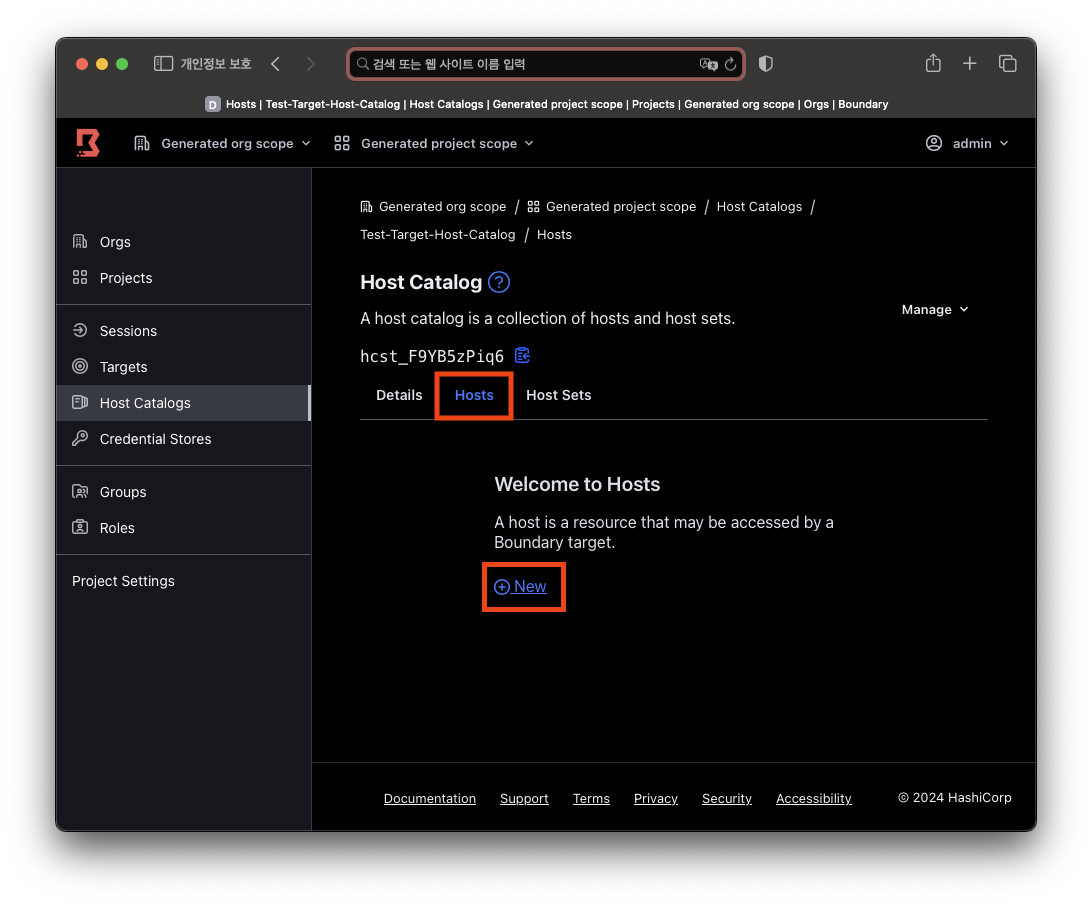 개인정보 보호
검색 또는 웹 사이트 이름 입력
D Hosts | Test-Target-Host-Catalog | Host Catalogs | Generated project scope | Projects | Generated org scope | Orgs | Boundary
Generated org scope
Generated project scope
admin
Orgs
Projects
Sessions
Targets
Host Catalogs
Credential Stores
Groups
Roles
Project Settings
Generated org scope / Generated project scope / Host Catalogs /
Test-Target-Host-Catalog / Hosts
Host Catalog ?
A host catalog is a collection of hosts and host sets.
Manage
hcst_F9YB5zPiq6
Details Hosts Host Sets
Welcome to Hosts
A host is a resource that may be accessed by a
Boundary target.
New
Documentation Support Terms Privacy Security Accessibility © 2024 HashiCorp